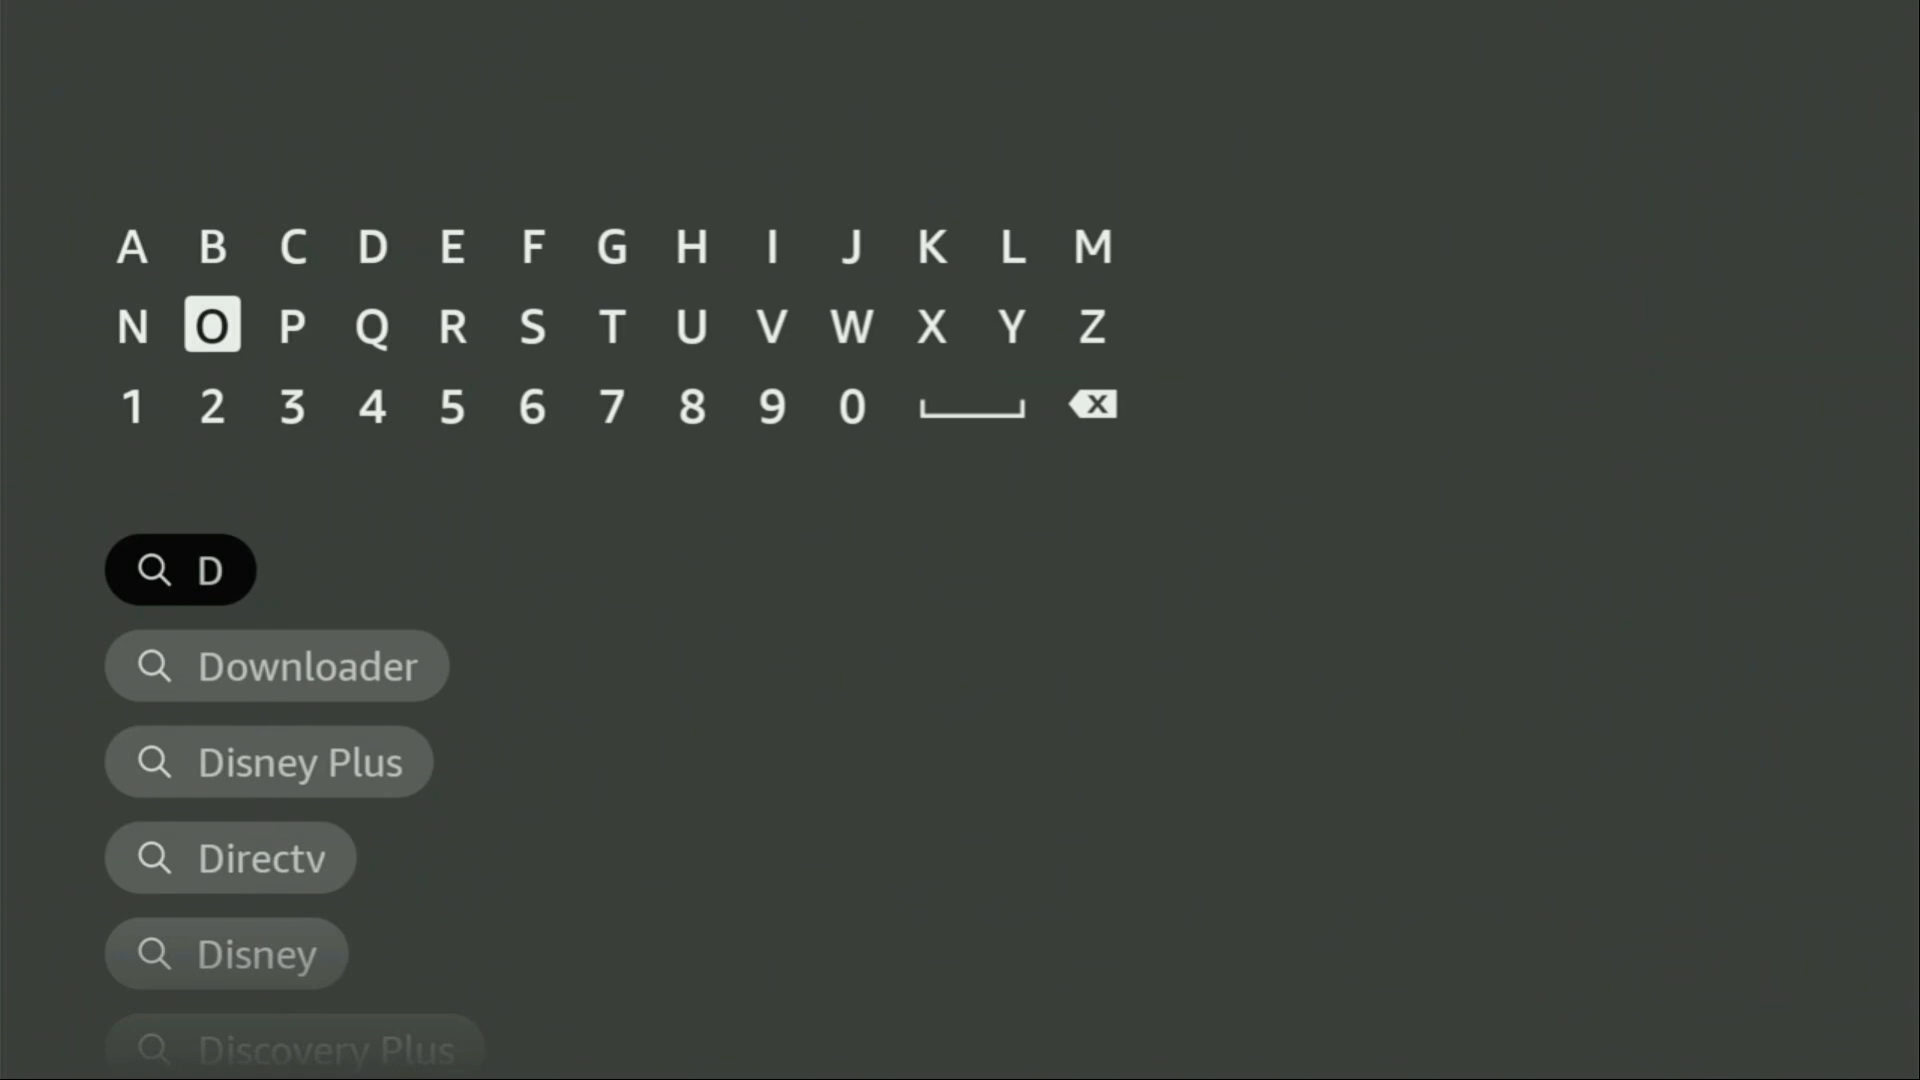 A B C D E F G H I J K L M
N O P Q R S T U V W X Y Z
1 2 3 4 5 6 7 8 9 0
D
Downloader
Disney Plus
Directv
Disney
Discovery Plus